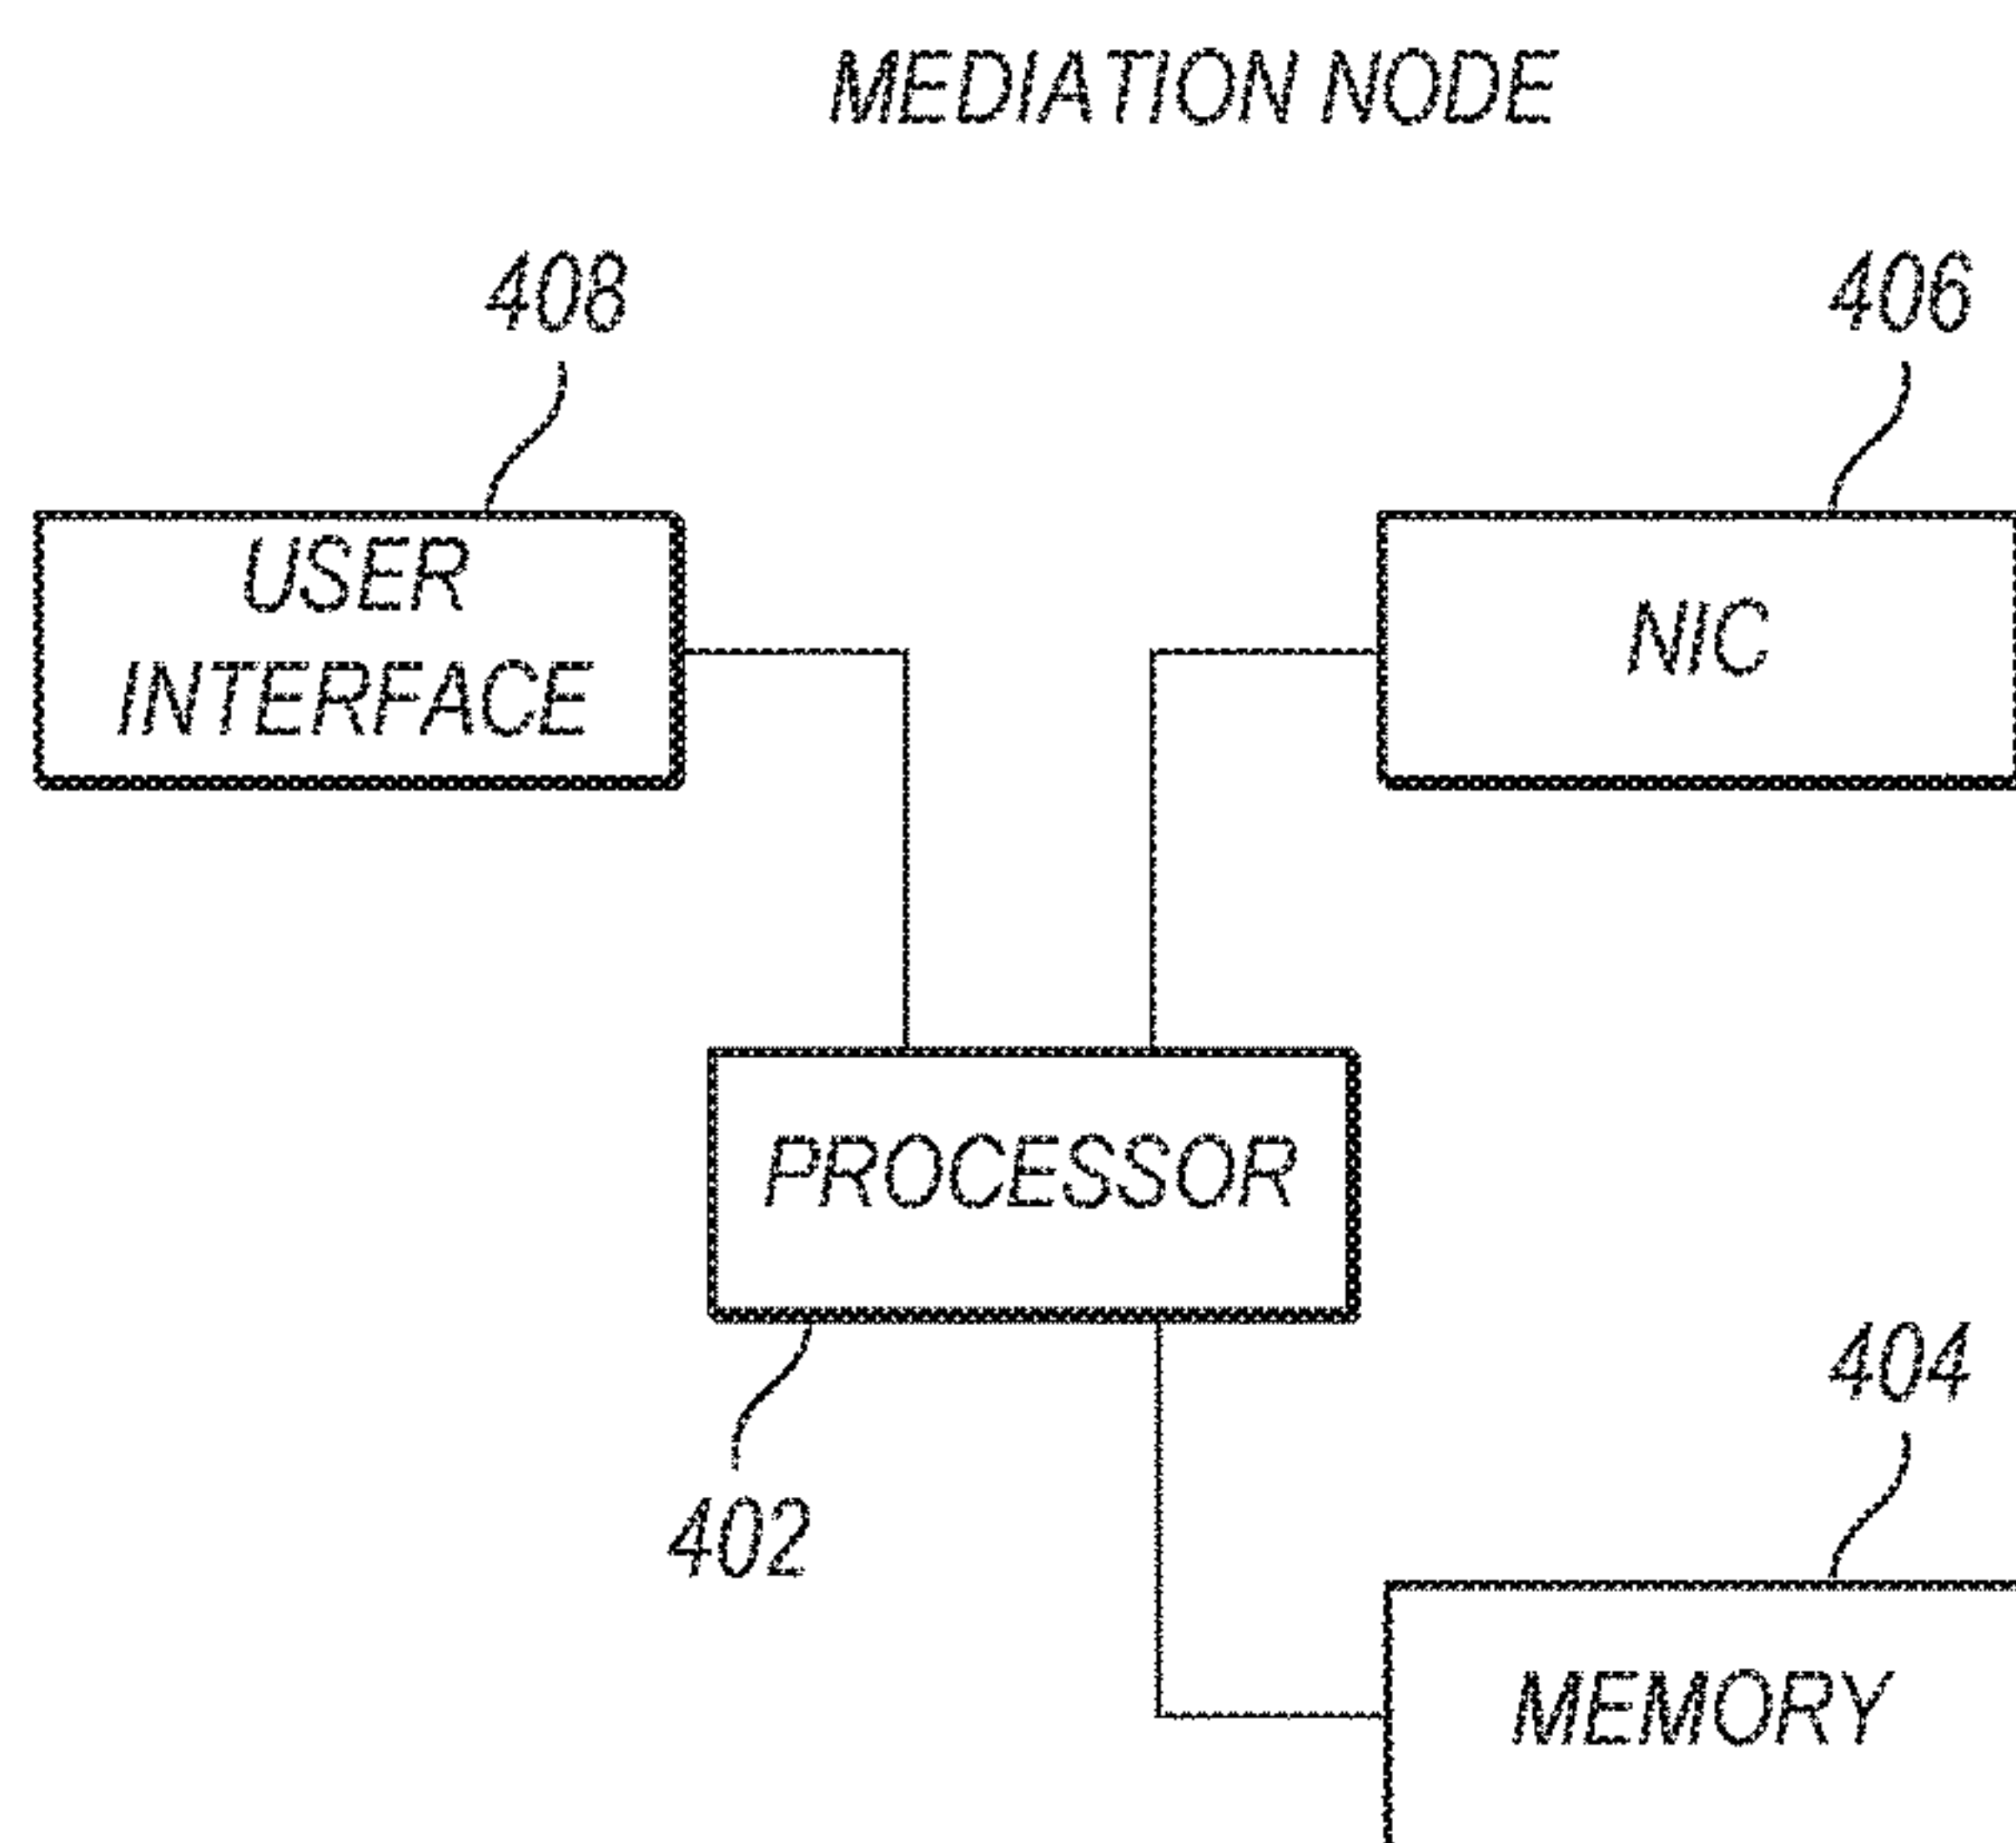 MEDIATION NODE
408
406
USER
INTERFACE
NIC
PROCESSOR
404
402
MEMORY